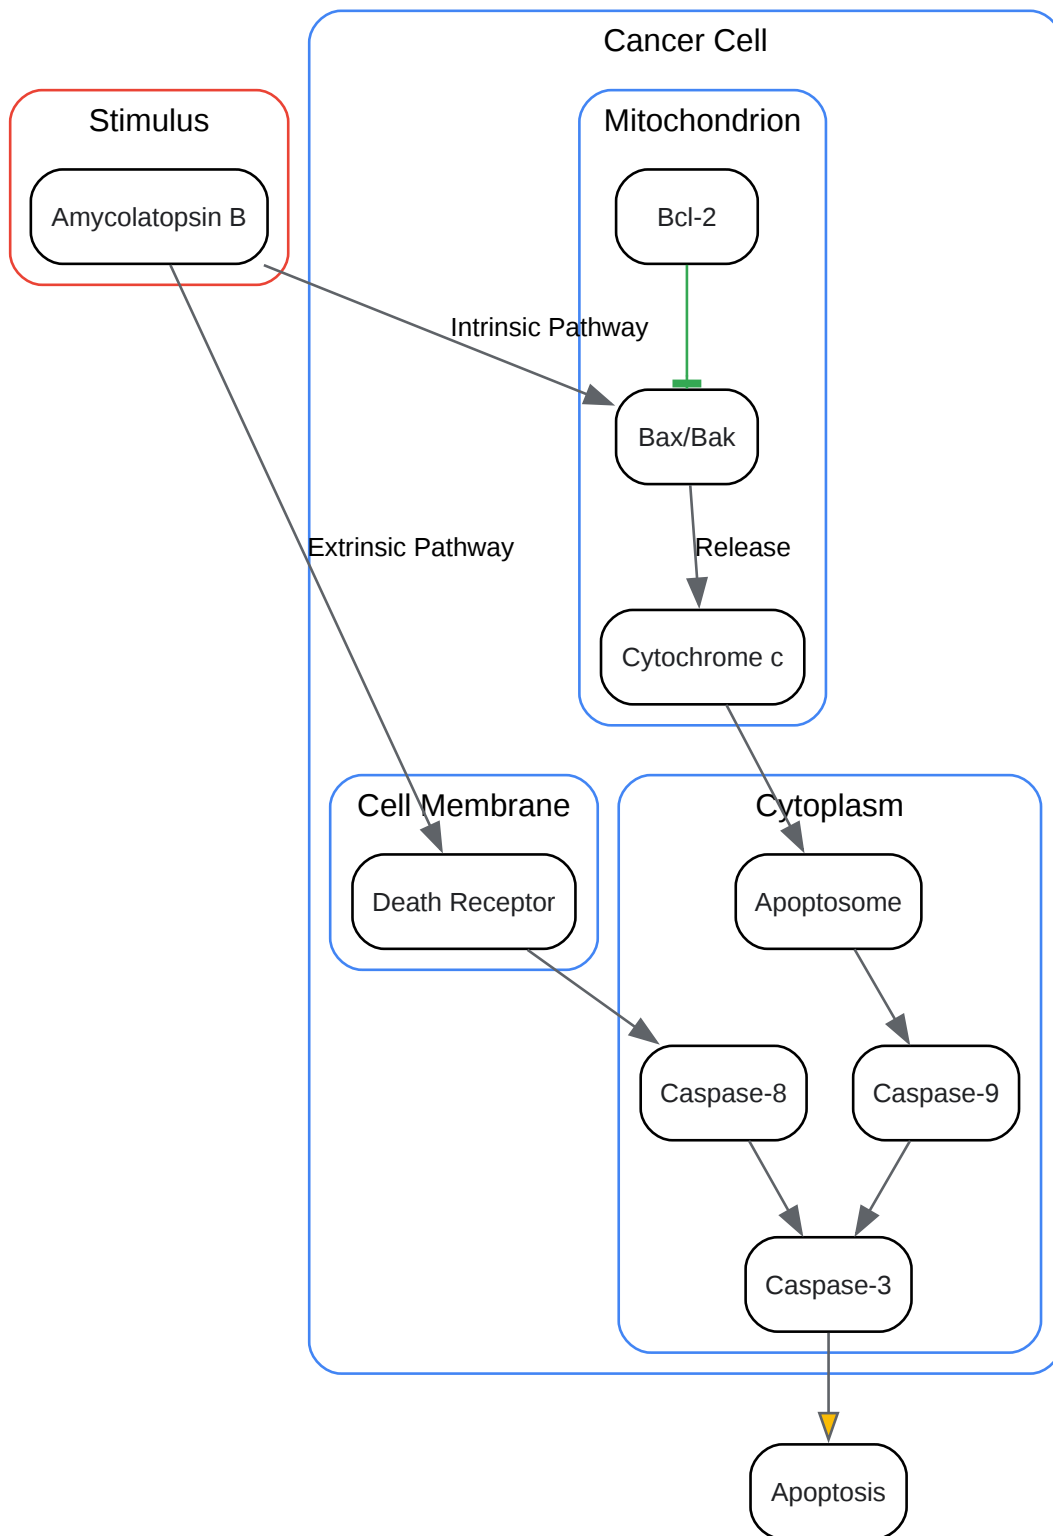 Cancer Cell
Stimulus
Mitochondrion
Amycolatopsin B
Bcl-2
Intrinsic Pathway
Bax/Bak
Extrinsic Pathway
Release
Cytochrome c
Cell Membrane
Cytoplasm
Death Receptor
Apoptosome
Caspase-8
Caspase-9
Caspase-3
Apoptosis